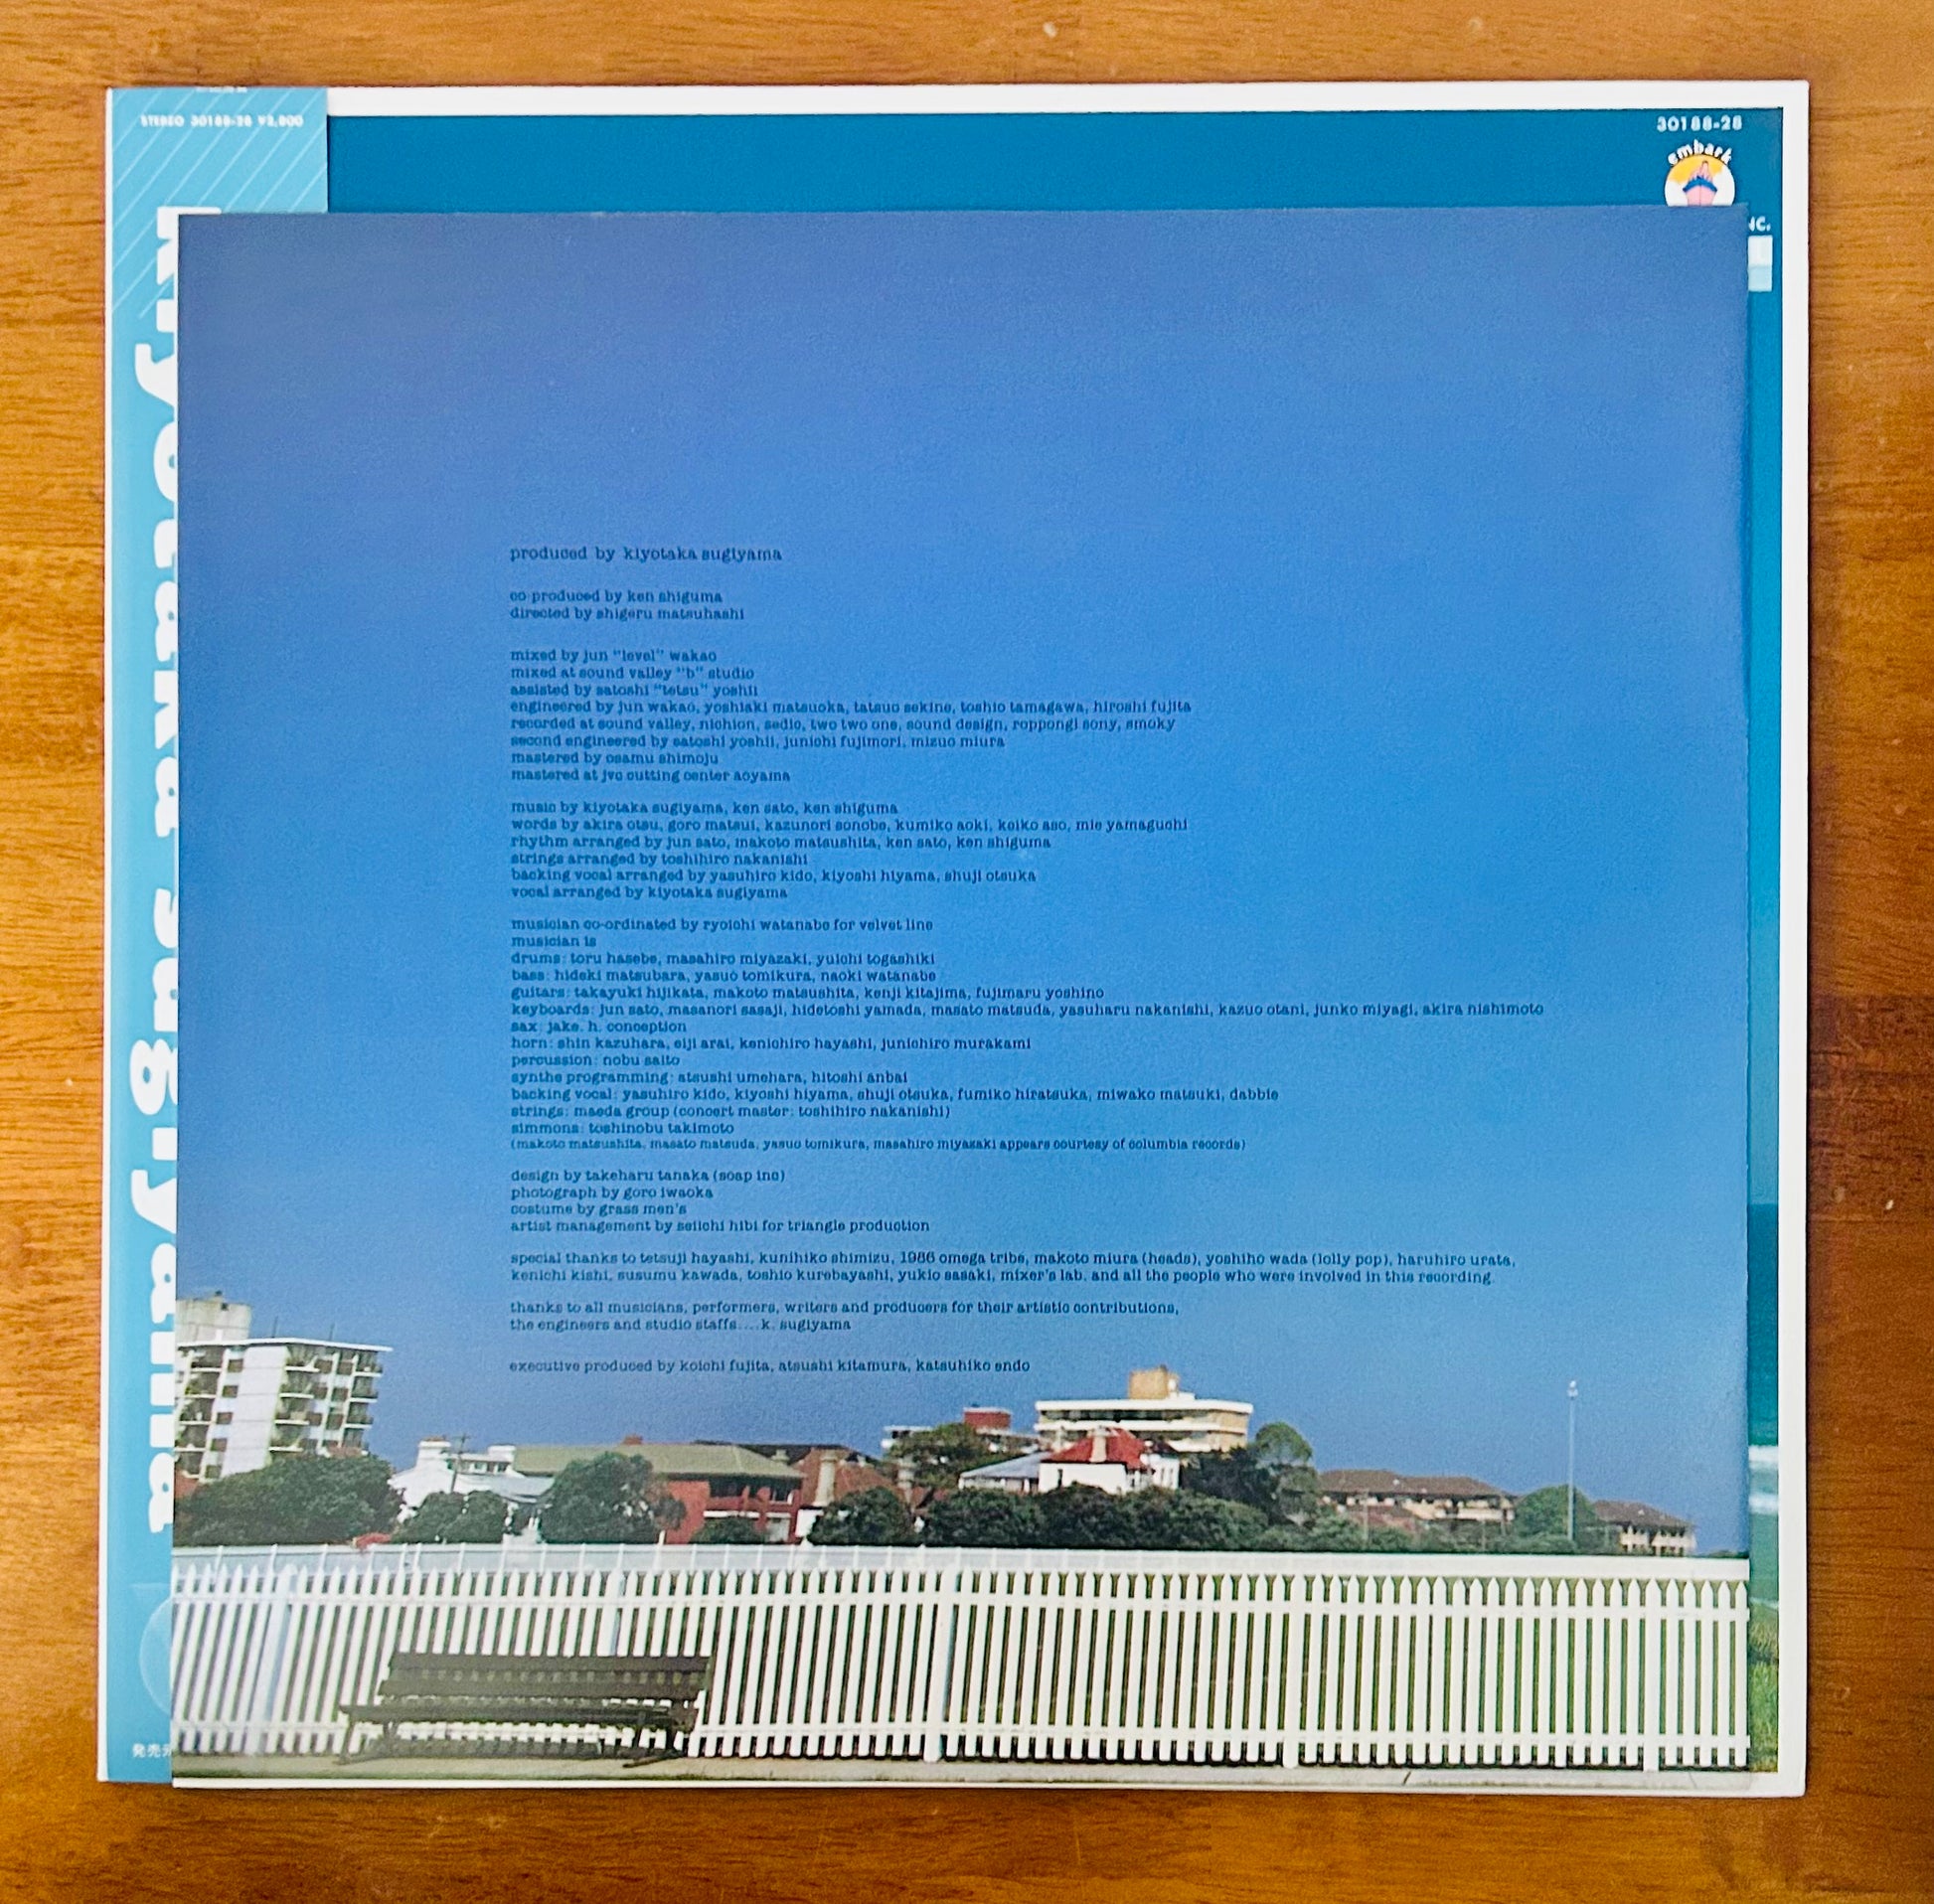 STEREO 30188-28 ¥2,800
30188-28
embark
NC.
kiyotaka sugiyama
produced by kiyotaka sugiyama
co-produced by ken shiguma
directed by shigeru matsuhashi
mixed by jun "level" wakao
mixed at sound valley "b" studio
assisted by satoshi "tetsu" yoshii
engineered by jun wakao, yoshiaki matsuoka, tatsuo sekine, toshio tamagawa, hiroshi fujita
recorded at sound valley, nichion, sedic, two two one, sound design, roppongi sony, smoky
second engineered by satoshi yoshii, junichi fujimori, mizuo miura
mastered by osamu shimoju
mastered at jvc cutting center aoyama
music by kiyotaka sugiyama, ken sato, ken shiguma
words by akira otsu, goro matsui, kazunori sonobe, kumiko aoki, keiko aso, mie yamaguchi
rhythm arranged by jun sato, makoto matsushita, ken sato, ken shiguma
strings arranged by toshihiro nakanishi
backing vocal arranged by yasuhiro kido, kiyoshi hiyama, shuji otsuka
vocal arranged by kiyotaka sugiyama
musician co-ordinated by ryoichi watanabe for velvet line
musician is
drums: toru hasebe, masahiro miyazaki, yuichi togashiki
bass: hideki matsubara, yasuo tomikura, naoki watanabe
guitars: takayuki hijikata, makoto matsushita, kenji kitajima, fujimaru yoshino
keyboards: jun sato, masanori sasaji, hidetoshi yamada, masato matsuda, yasuharu nakanishi, kazuo otani, junko miyagi, akira nishimoto
sax: jake. h. conception
horn: shin kazuhara, eiji arai, kenichiro hayashi, junichiro murakami
percussion: nobu saito
synthe programming: atsushi umehara, hitoshi anbai
backing vocal: yasuhiro kido, kiyoshi hiyama, shuji otsuka, fumiko hiratsuka, miwako matsuki, dabbie
strings: maeda group (concert master: toshihiro nakanishi)
simmons: toshinobu takimoto
(makoto matsushita, masato matsuda, yasuo tomikura, masahiro miyazaki appears courtesy of columbia records)
design by takeharu tanaka (soap inc)
photograph by goro iwaoka
costume by grass men's
artist management by seiichi hibi for triangle production
special thanks to tetsuji hayashi, kunihiko shimizu, 1986 omega tribe, makoto miura (heads), yoshiho wada (lolly pop), haruhiro urata,
kenichi kishi, susumu kawada, toshio kurebayashi, yukio sasaki, mixer's lab. and all the people who were involved in this recording.
thanks to all musicians, performers, writers and producers for their artistic contributions,
the engineers and studio staffs....k. sugiyama
executive produced by koichi fujita, atsushi kitamura, katsuhiko endo
発売元